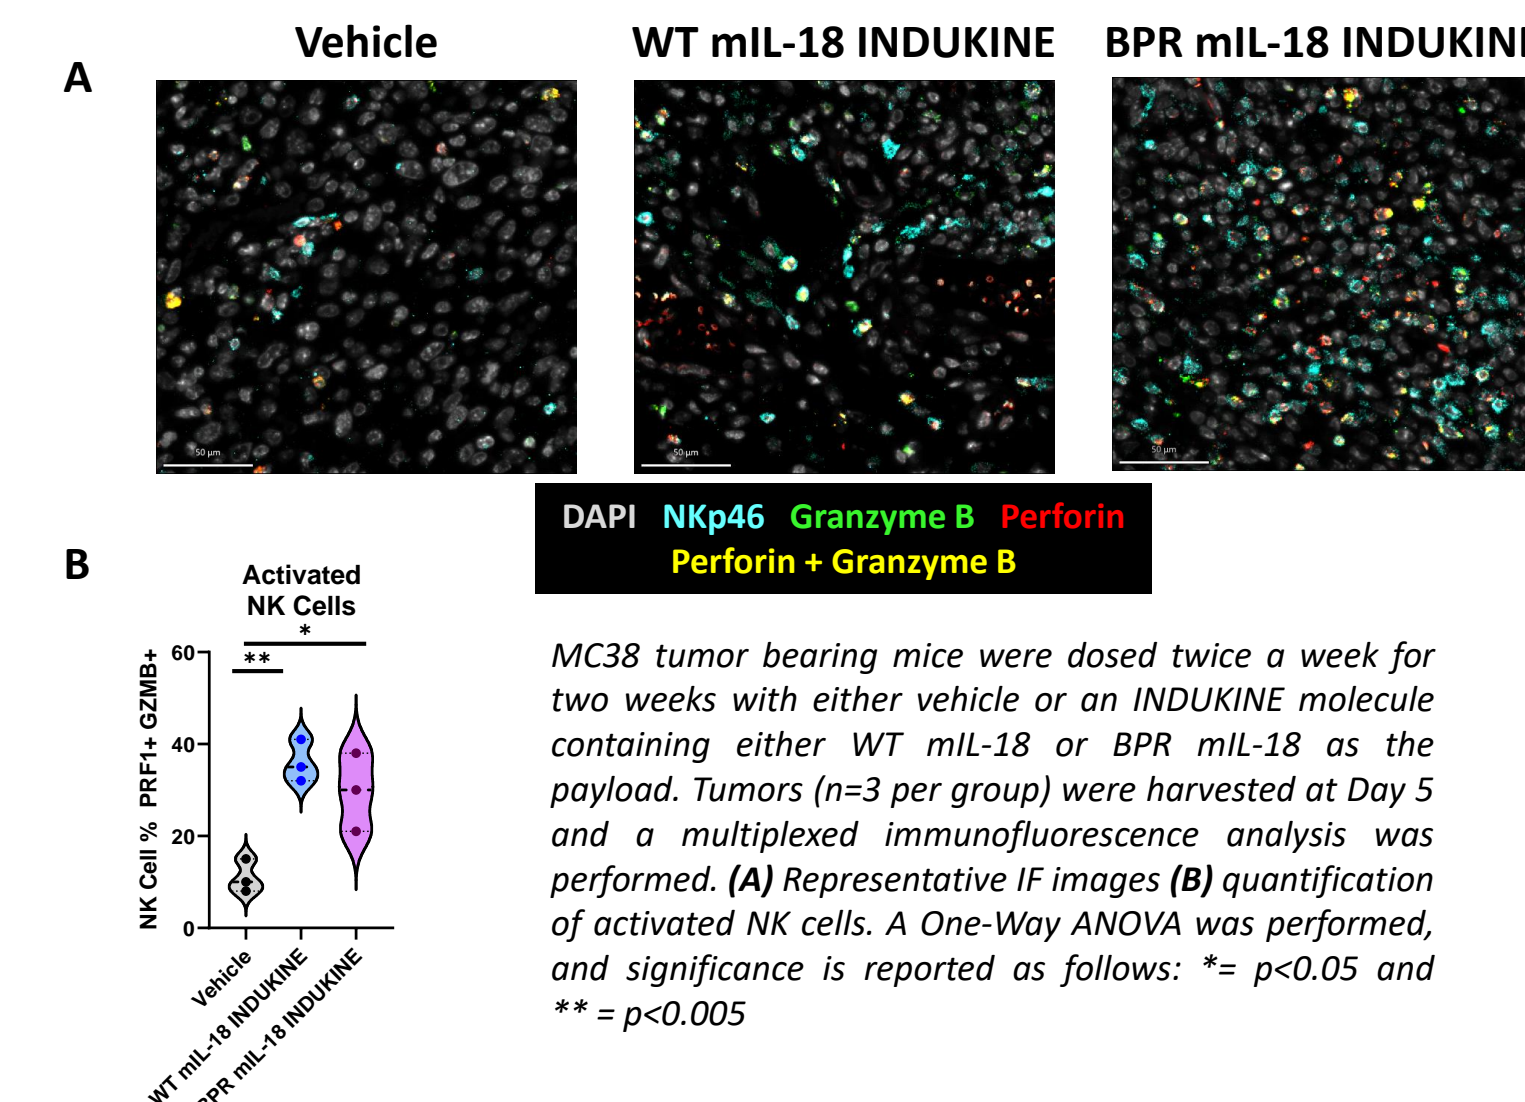 Vehicle
WT mIL-18 INDUKINE
BPR mIL-18 INDUKINE
A
50 µm
50 µm
50 µm
DAPI NKp46 Granzyme B Perforin
Perforin + Granzyme B
B
Activated
NK Cells
*
**
NK Cell % PRF1+ GZMB+
60
40
20
0
Vehicle
WT mIL-18 INDUKINE
BPR mIL-18 INDUKINE
MC38 tumor bearing mice were dosed twice a week for
two weeks with either vehicle or an INDUKINE molecule
containing either WT mIL-18 or BPR mIL-18 as the
payload. Tumors (n=3 per group) were harvested at Day 5
and a multiplexed immunofluorescence analysis was
performed. (A) Representative IF images (B) quantification
of activated NK cells. A One-Way ANOVA was performed,
and significance is reported as follows: *= p<0.05 and
** = p<0.005